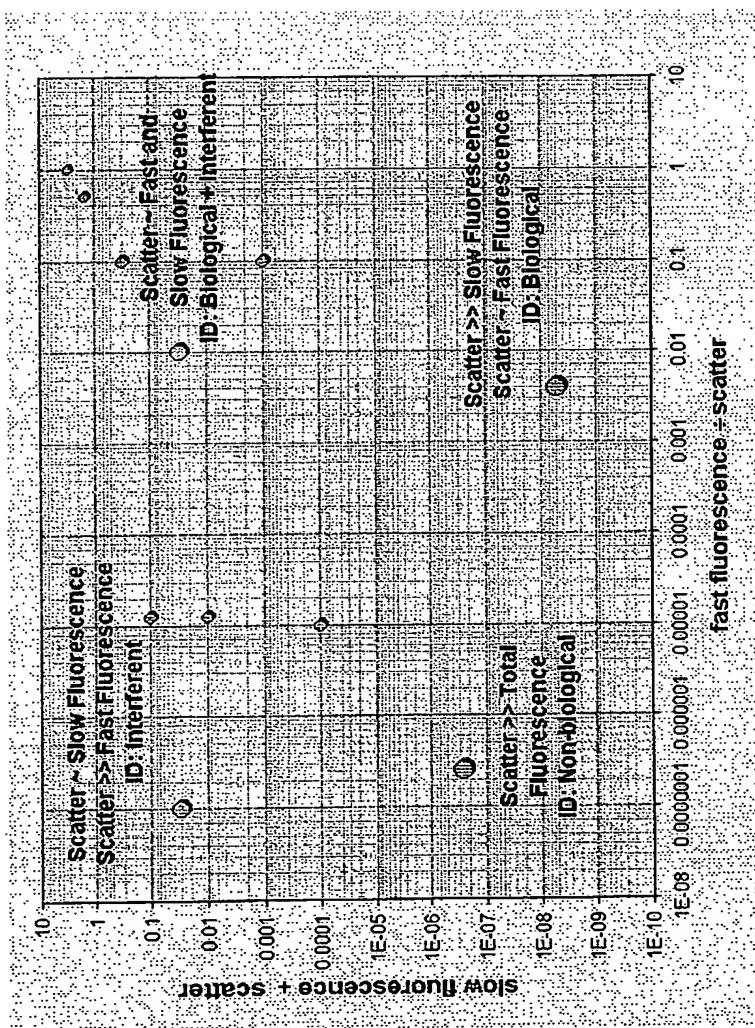 Scatter ~ Slow Fluorescence
Scatter >> Fast Fluorescence
ID: Interferent
Scatter ~ Fast and
Slow Fluorescence
ID: Biological + Interferent
Scatter >> Total
Fluorescence
ID: Non-biological
Scatter >> Slow Fluorescence
Scatter ~ Fast Fluorescence
ID: Biological
slow fluorescence ÷ scatter
10
1
0.1
0.01
0.001
0.0001
1E-05
1E-06
1E-07
1E-08
1E-09
1E-10
1E-08
0.0000001
0.000001
0.00001
0.0001
0.001
0.01
0.1
1
10
fast fluorescence ÷ scatter